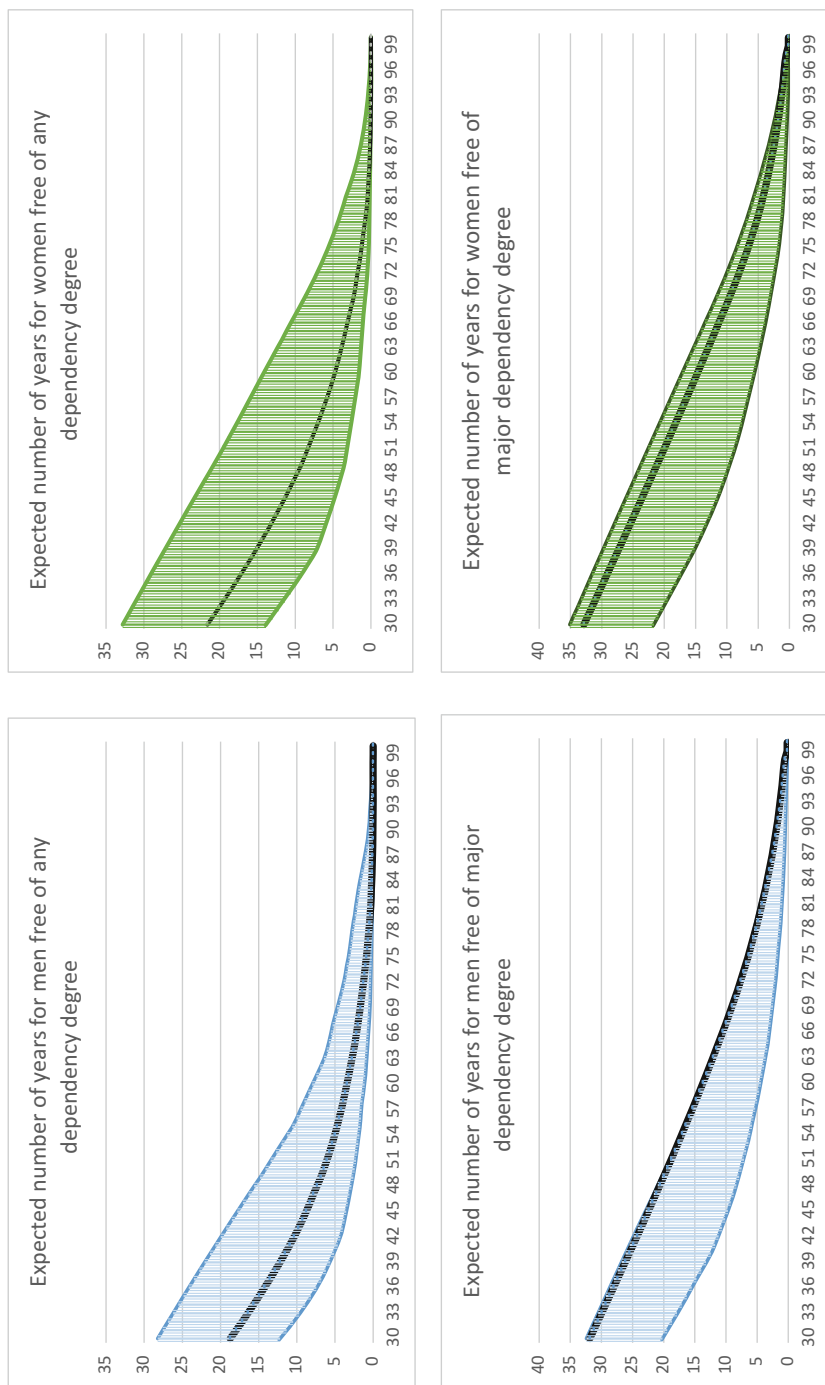 Expected number of years for men free of any
dependency degree
35
30
25
20
15
10
5
0
30 33 36 39 42 45 48 51 54 57 60 63 66 69 72 75 78 81 84 87 90 93 96 99
Expected number of years for women free of any
dependency degree
35
30
25
20
15
10
5
0
30 33 36 39 42 45 48 51 54 57 60 63 66 69 72 75 78 81 84 87 90 93 96 99
Expected number of years for men free of major
dependency degree
40
35
30
25
20
15
10
5
0
30 33 36 39 42 45 48 51 54 57 60 63 66 69 72 75 78 81 84 87 90 93 96 99
Expected number of years for women free of
major dependency degree
40
35
30
25
20
15
10
5
0
30 33 36 39 42 45 48 51 54 57 60 63 66 69 72 75 78 81 84 87 90 93 96 99